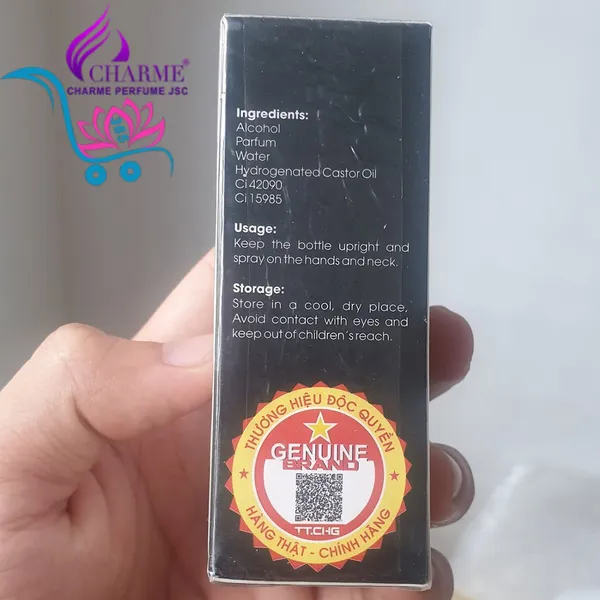 CHARME®
CHARME PERFUME JSC
Ingredients:
Alcohol
Parfum
Water
Hydrogenated Castor Oil
Ci 42090
Ci 15985
Usage:
Keep the bottle upright and
spray on the hands and neck.
Storage:
Store in a cool, dry place,
Avoid contact with eyes and
keep out of children´s reach.
THƯƠNG HIỆU ĐỘC QUYỀN
GENUINE
BRAND
TT.CHG
HÀNG THẬT - CHÍNH HÃNG